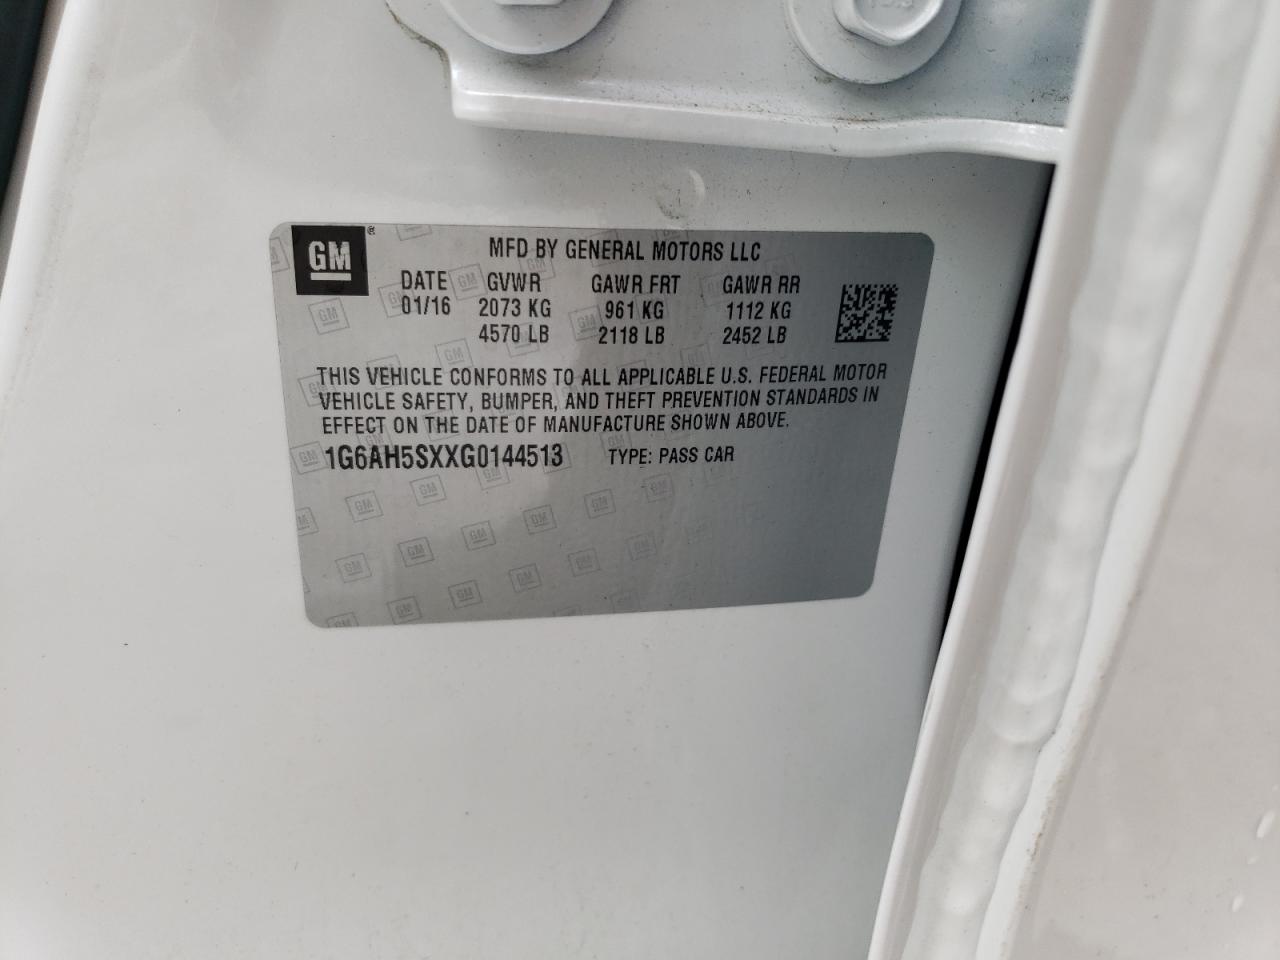 GM ®
MFD BY GENERAL MOTORS LLC
DATE GVWR GAWR FRT GAWR RR
01/16 2073 KG 961 KG 1112 KG
4570 LB 2118 LB 2452 LB
THIS VEHICLE CONFORMS TO ALL APPLICABLE U.S. FEDERAL MOTOR
VEHICLE SAFETY, BUMPER, AND THEFT PREVENTION STANDARDS IN
EFFECT ON THE DATE OF MANUFACTURE SHOWN ABOVE.
1G6AH5SXXG0144513 TYPE: PASS CAR